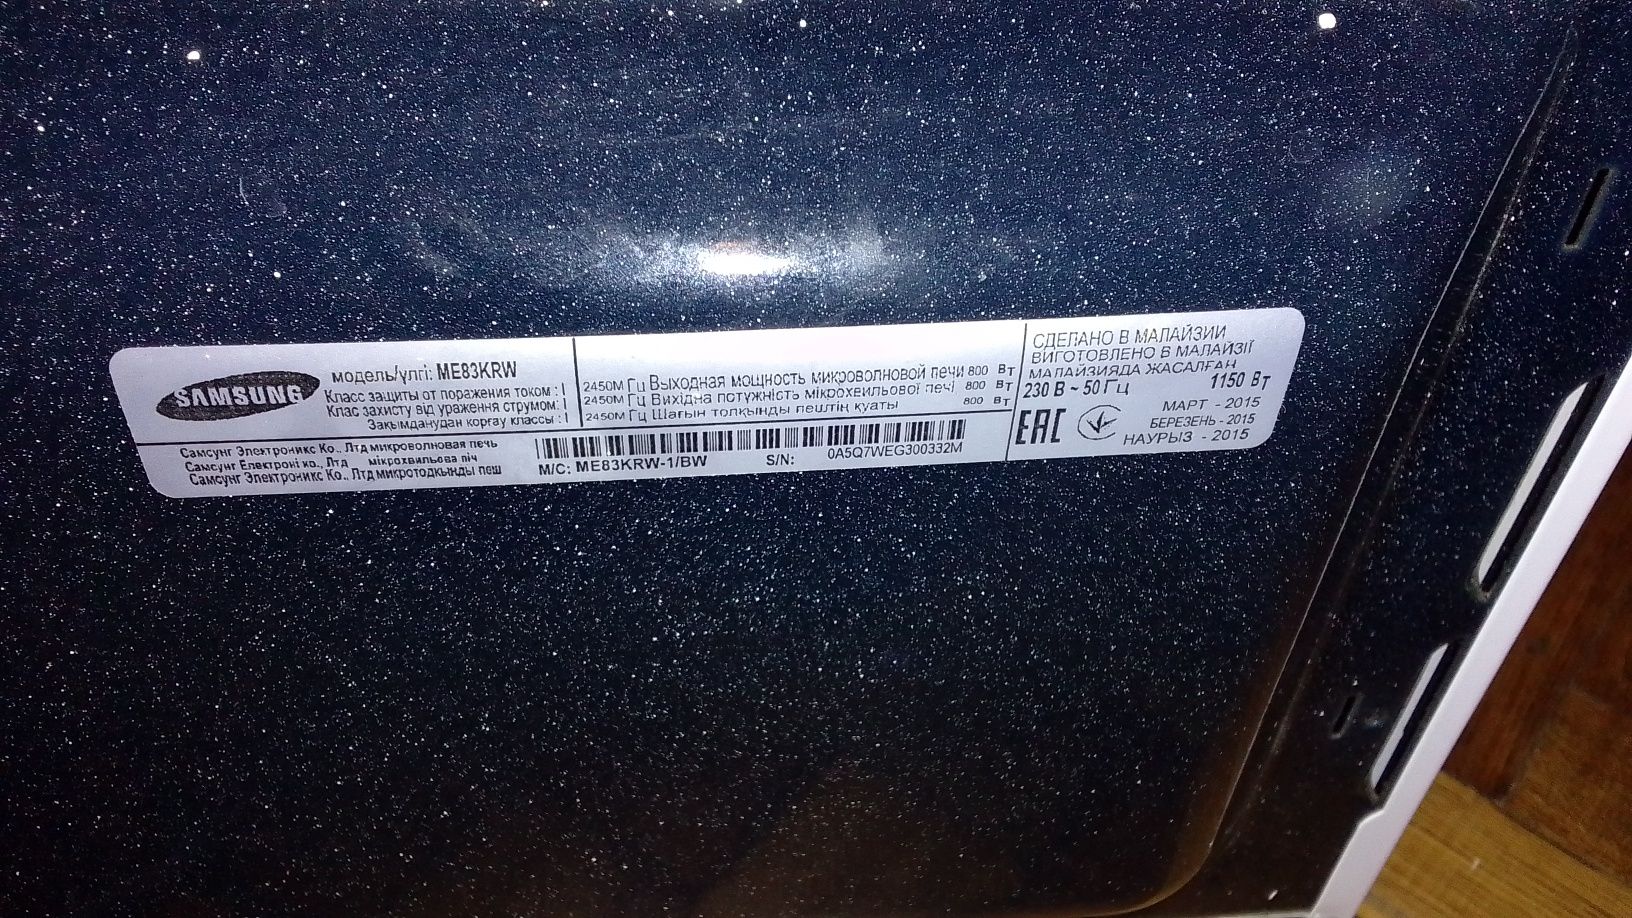 SAMSUNG
модель/үлгі: ME83KRW
Класс защиты от поражения током : I
Клас захисту від ураження струмом: I
Зақымданудан қорғау классы : I
2450М Гц Выходная мощность микроволновой печи 800 Вт
2450М Гц Вихідна потужність мікрохвильової печі 800 Вт
2450М Гц Шағын толқынды пештің қуаты 800 Вт
СДЕЛАНО В МАЛАЙЗИИ
ВИГОТОВЛЕНО В МАЛАЙЗІЇ
МАЛАЙЗИЯДА ЖАСАЛҒАН
230 В ~ 50 Гц 1150 Вт
EAC
МАРТ - 2015
БЕРЕЗЕНЬ - 2015
НАУРЫЗ - 2015
Самсунг Электроникс Ко., Лтд микроволновая печь
Самсунг Електроні ко., Лтд мікрохвильова піч
Самсунг Электроникс Ко., Лтд микротодкынды пеш
M/C: ME83KRW-1/BW S/N: 0A5Q7WEG300332M